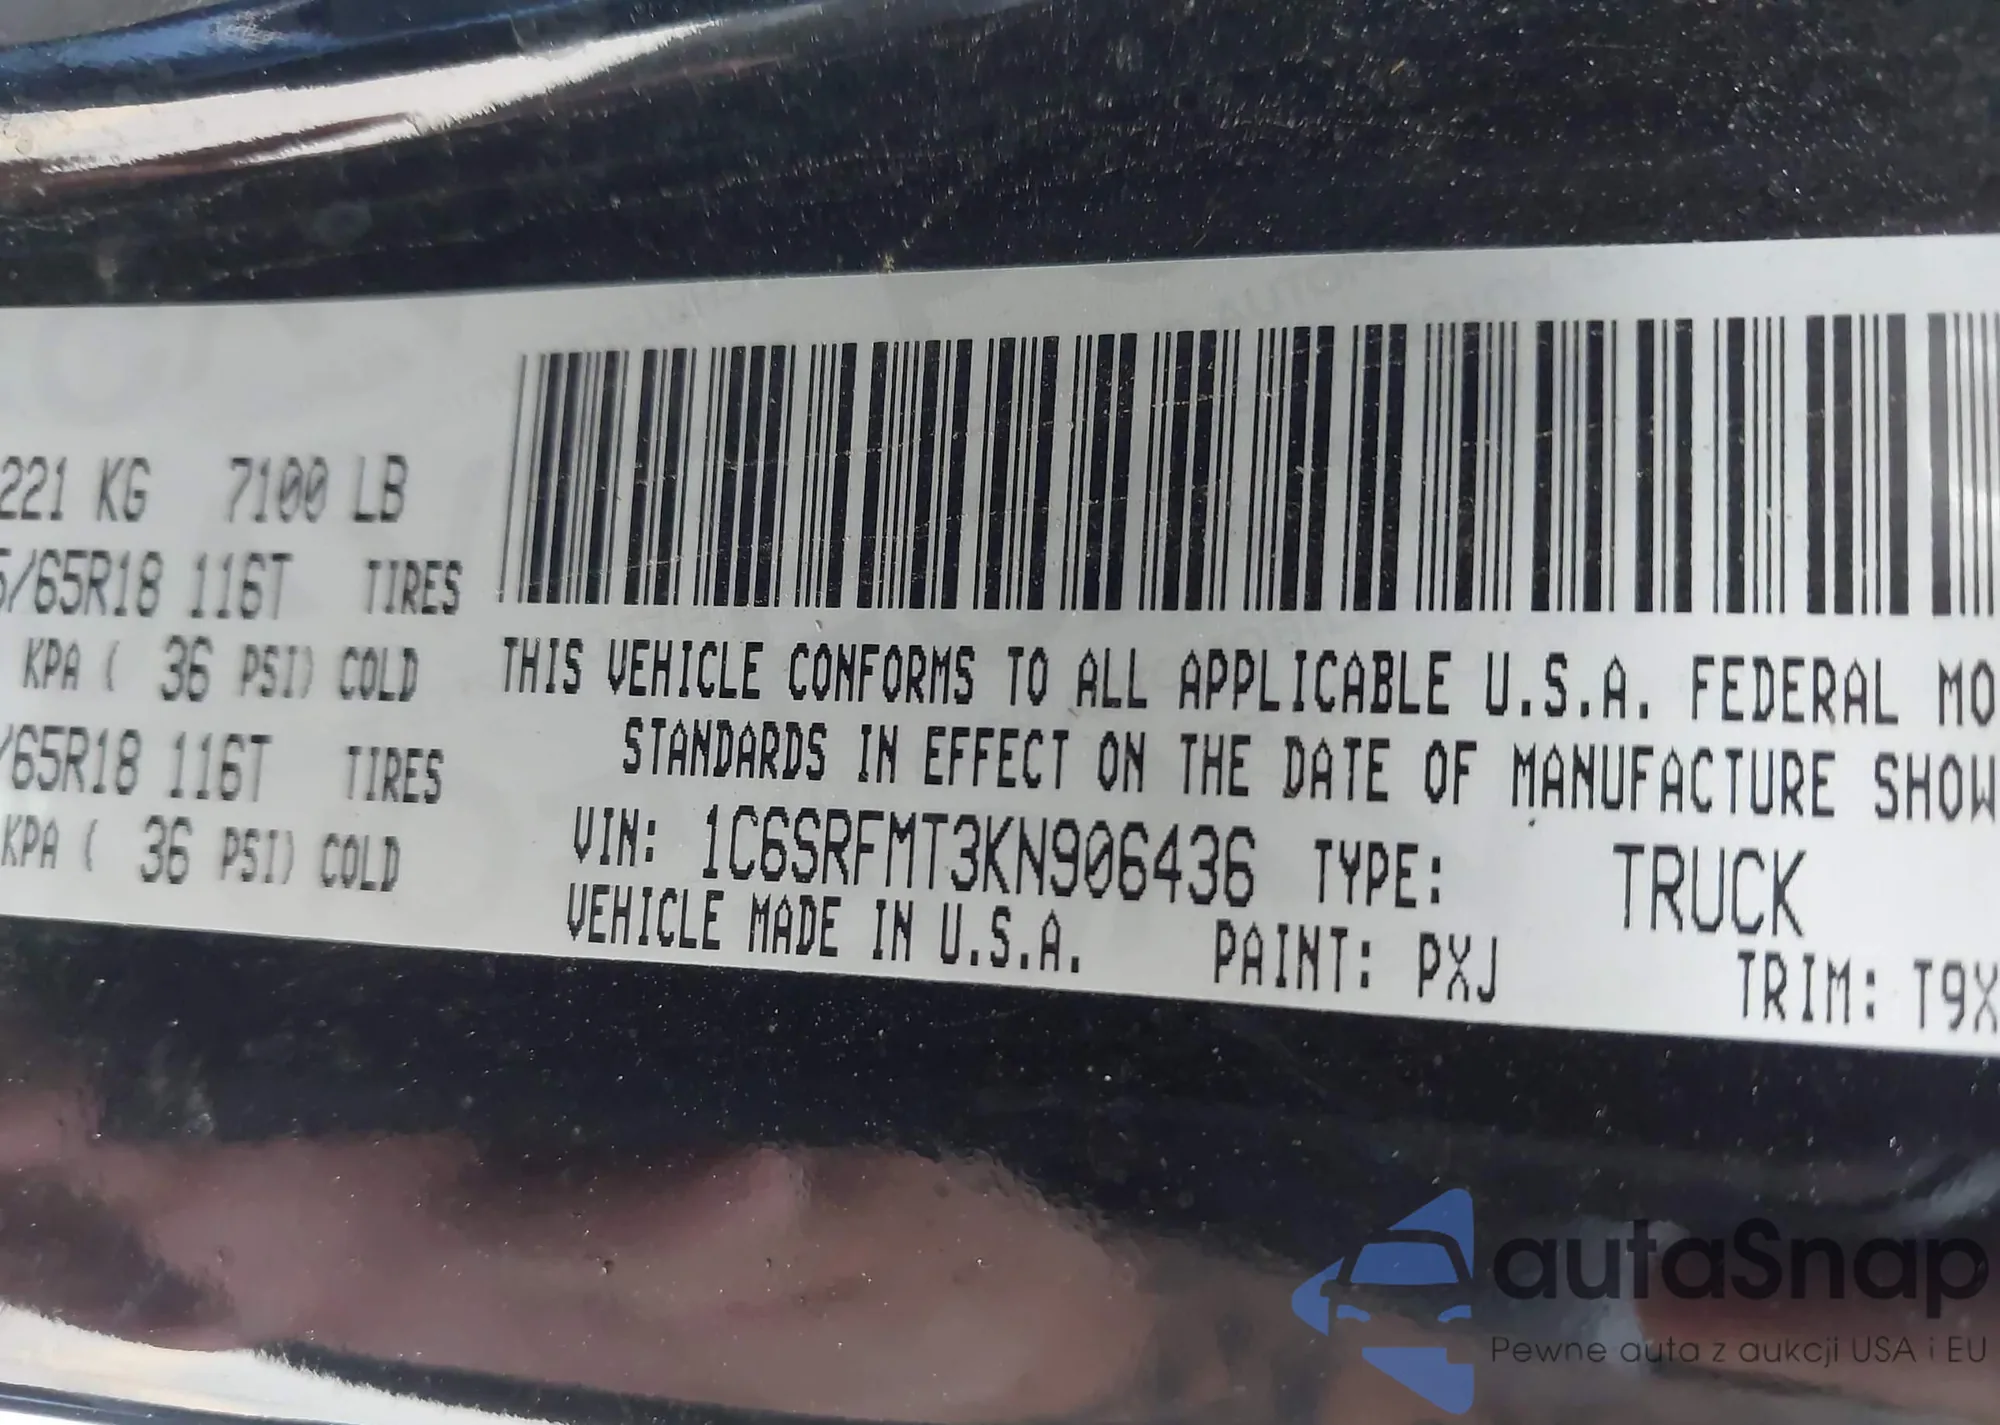 221 KG 7100 LB
/65R18 116T TIRES
KPA ( 36 PSI) COLD
/65R18 116T TIRES
KPA ( 36 PSI) COLD
THIS VEHICLE CONFORMS TO ALL APPLICABLE U.S.A. FEDERAL MO
STANDARDS IN EFFECT ON THE DATE OF MANUFACTURE SHOW
VIN: 1C6SRFMT3KN906436 TYPE: TRUCK
VEHICLE MADE IN U.S.A. PAINT: PXJ TRIM: T9X
autaSnap
Pewne auta z aukcji USA i EU